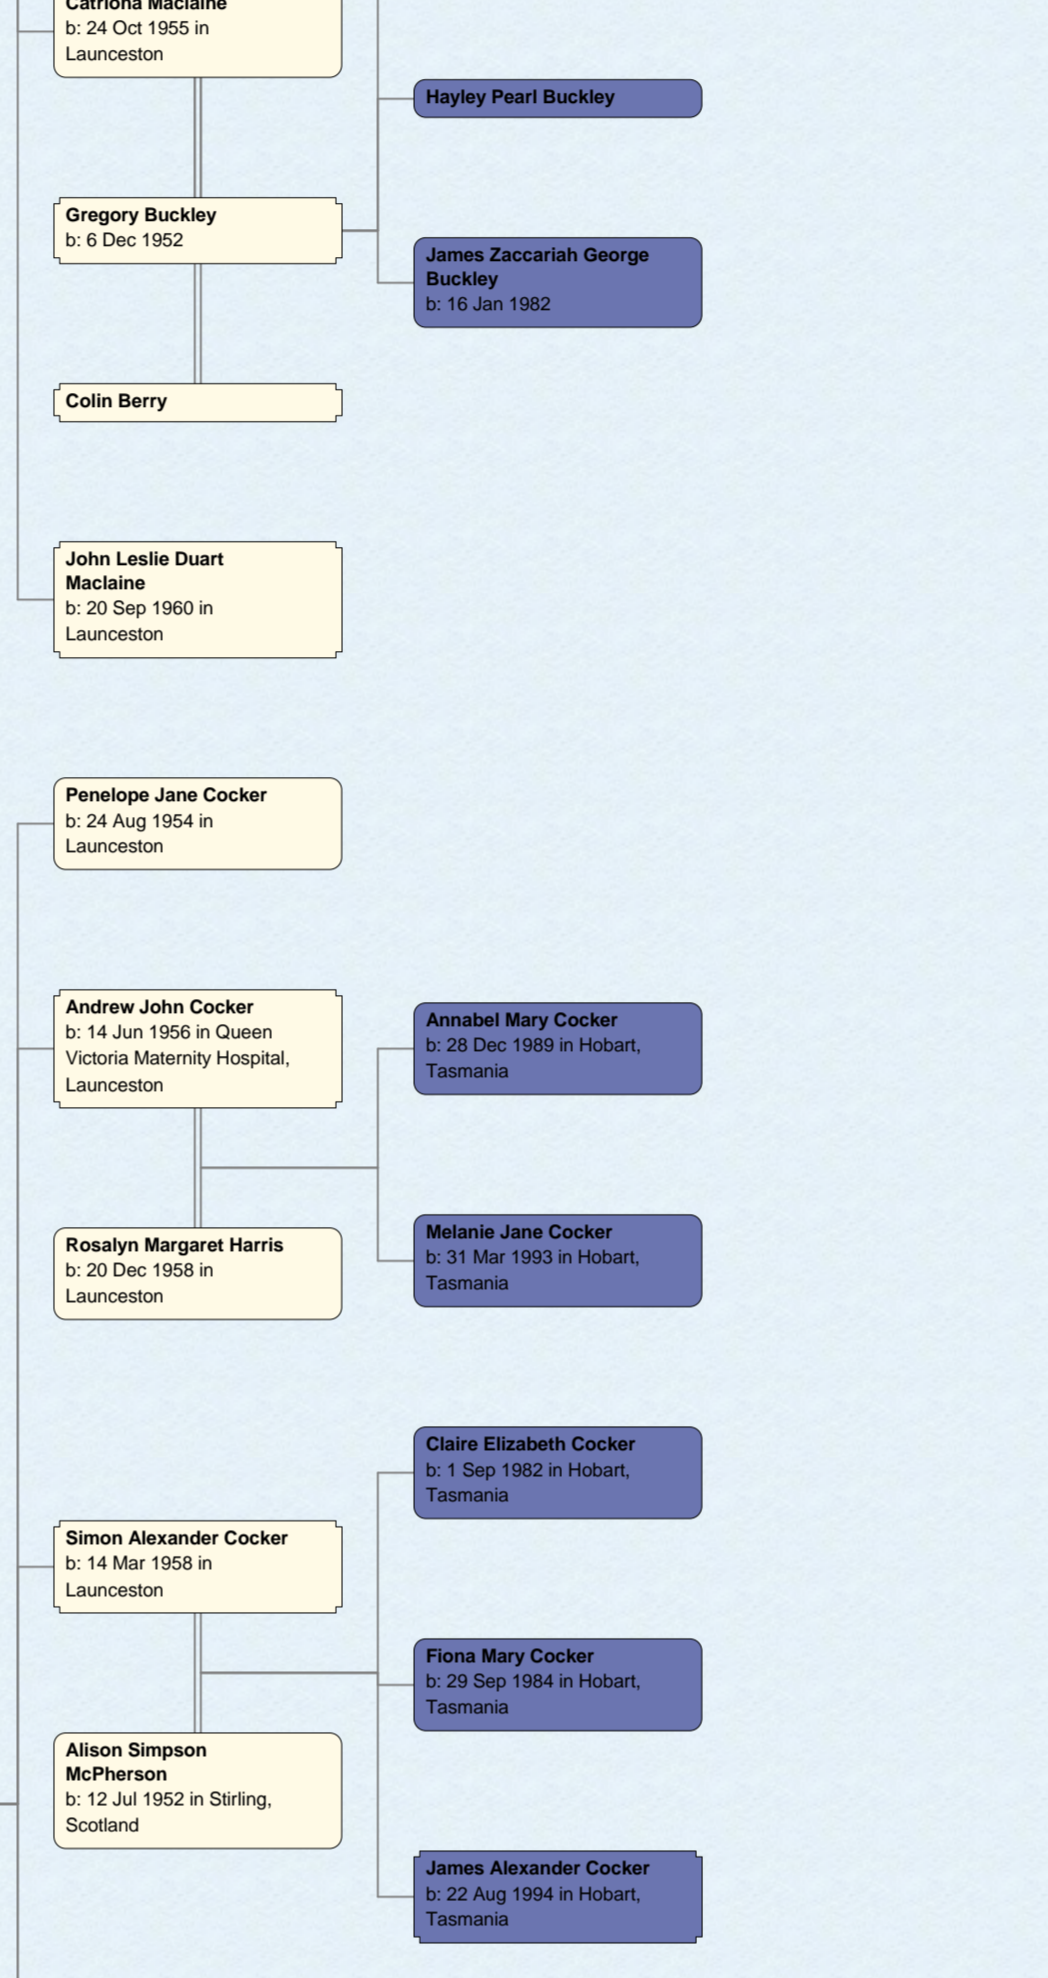 Catriona Maclaine
b: 24 Oct 1955 in
Launceston
Hayley Pearl Buckley
Gregory Buckley
b: 6 Dec 1952
James Zaccariah George
Buckley
b: 16 Jan 1982
Colin Berry
John Leslie Duart
Maclaine
b: 20 Sep 1960 in
Launceston
Penelope Jane Cocker
b: 24 Aug 1954 in
Launceston
Andrew John Cocker
b: 14 Jun 1956 in Queen
Victoria Maternity Hospital,
Launceston
Annabel Mary Cocker
b: 28 Dec 1989 in Hobart,
Tasmania
Rosalyn Margaret Harris
b: 20 Dec 1958 in
Launceston
Melanie Jane Cocker
b: 31 Mar 1993 in Hobart,
Tasmania
Claire Elizabeth Cocker
b: 1 Sep 1982 in Hobart,
Tasmania
Simon Alexander Cocker
b: 14 Mar 1958 in
Launceston
Fiona Mary Cocker
b: 29 Sep 1984 in Hobart,
Tasmania
Alison Simpson
McPherson
b: 12 Jul 1952 in Stirling,
Scotland
James Alexander Cocker
b: 22 Aug 1994 in Hobart,
Tasmania